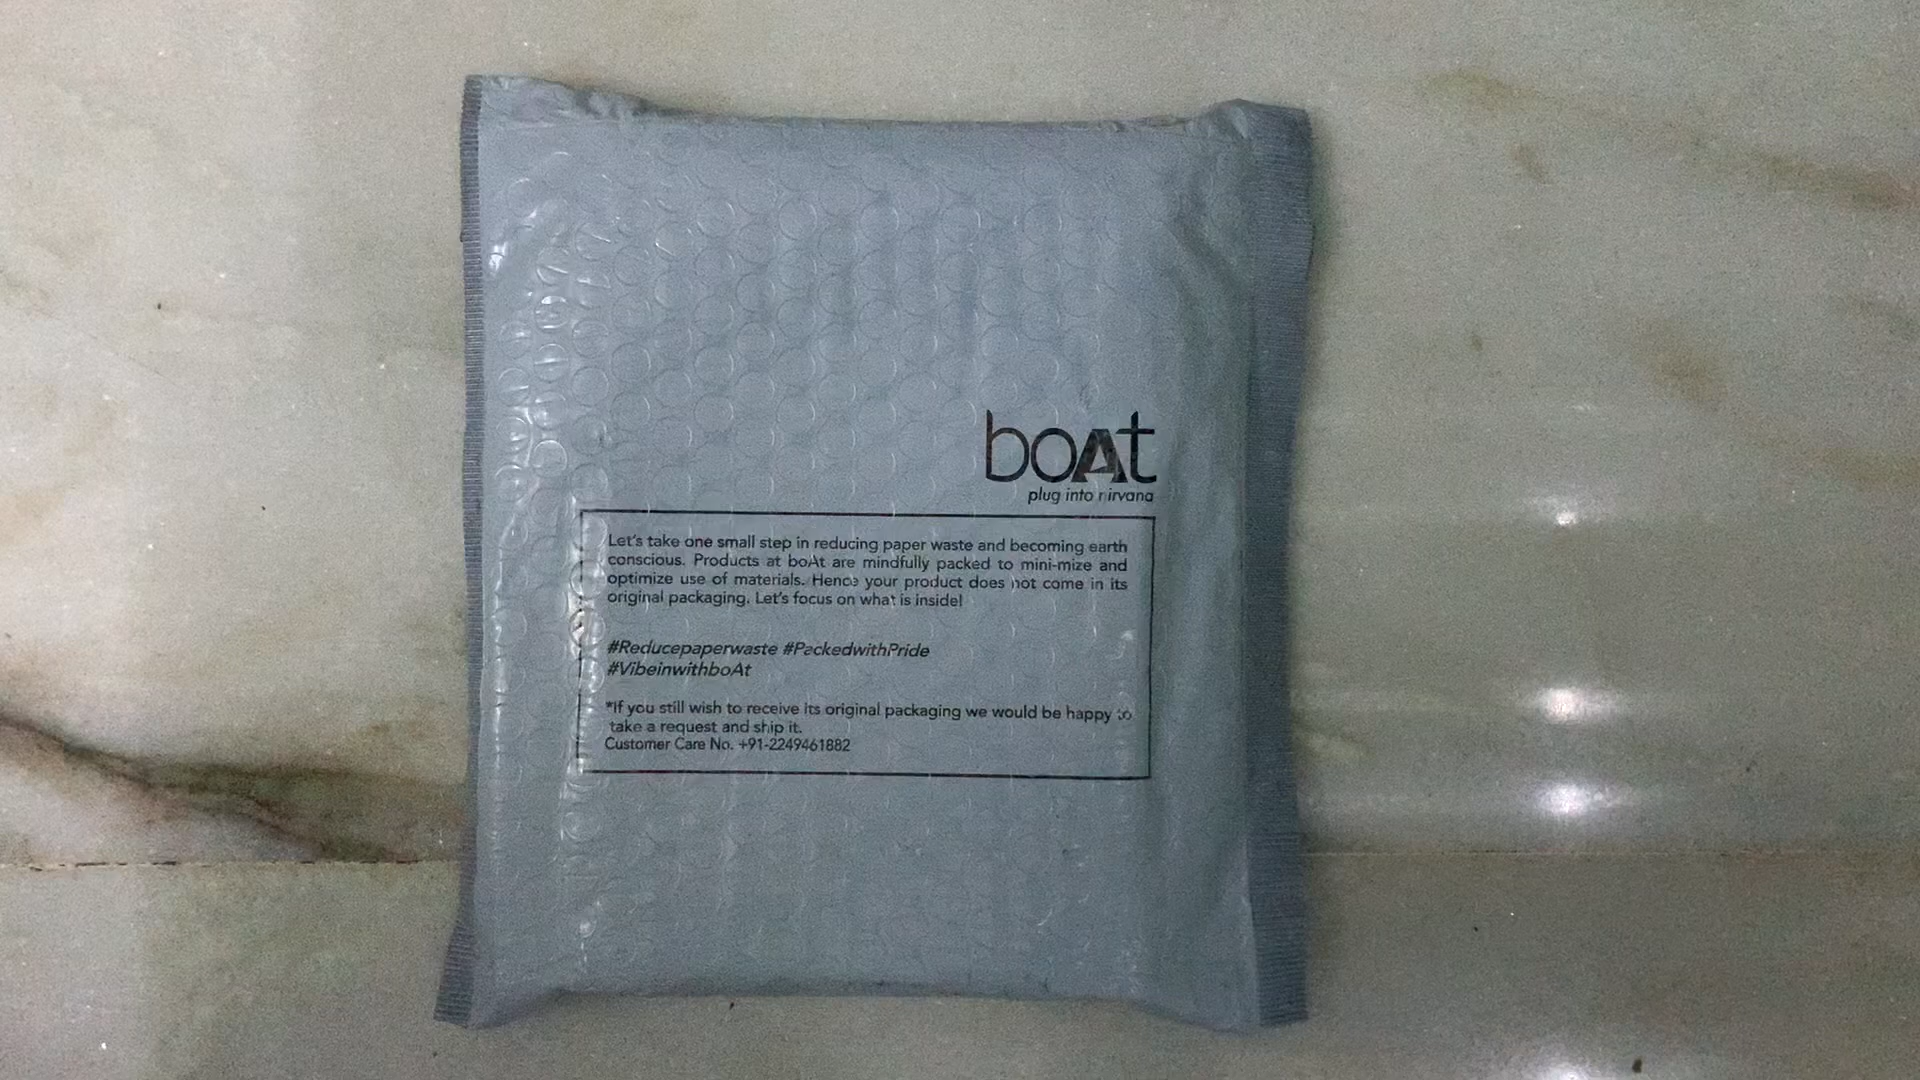 boAt
plug into nirvana
Let's take one small step in reducing paper waste and becoming earth
conscious. Products at boAt are mindfully packed to mini-mize and
optimize use of materials. Hence your product does not come in its
original packaging. Let's focus on what is inside!
#Reducepaperwaste #PackedwithPride
#VibeinwithboAt
*If you still wish to receive its original packaging we would be happy to
take a request and ship it.
Customer Care No. +91-2249461882